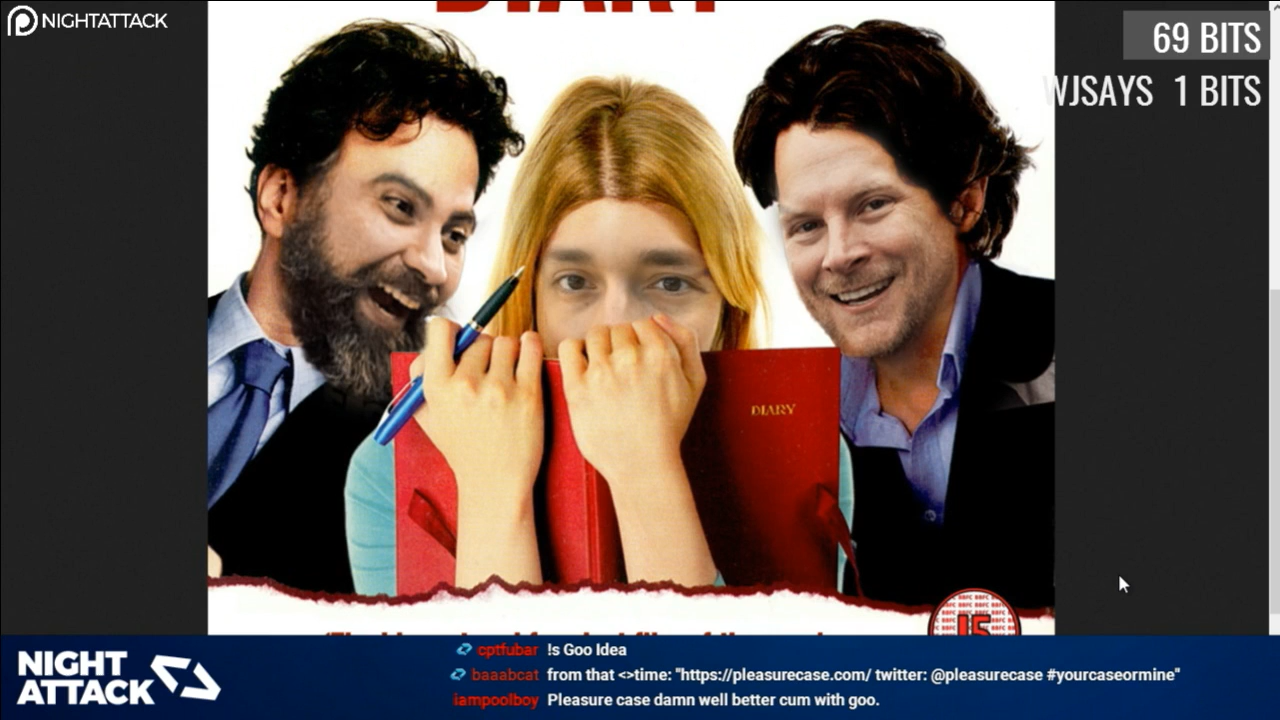 NIGHTATTACK
DIARY
69 BITS
WJSAYS 1 BITS
DIARY
15
NIGHT
ATTACK
cptfubar !s Goo Idea
baaabcat from that <>time: "https://pleasurecase.com/ twitter: @pleasurecase #yourcaseormine"
iampoolboy Pleasure case damn well better cum with goo.